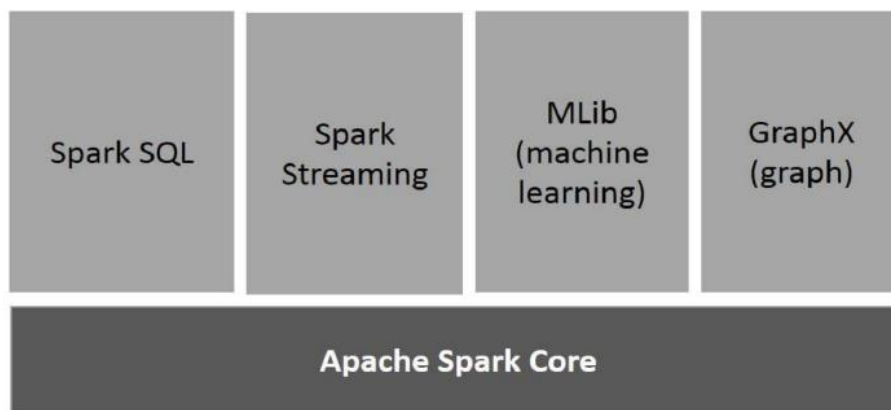 Spark SQL
Spark
Streaming
MLib
(machine
learning)
GraphX
(graph)
Apache Spark Core